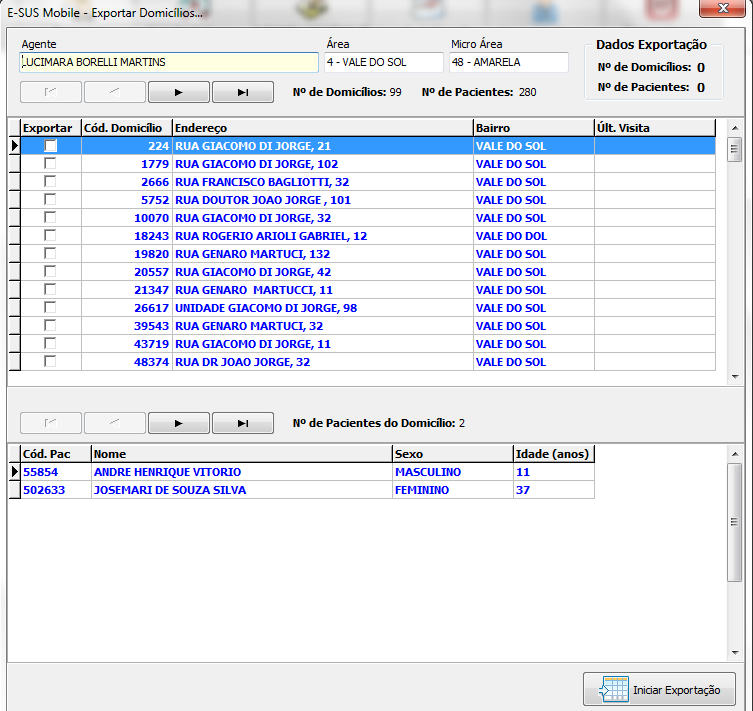 E-SUS Mobile - Exportar Domicílios...
Agente Área Micro Área Dados Exportação
LUCIMARA BORELLI MARTINS 4 - VALE DO SOL 48 - AMARELA
Nº de Domicílios: 0
Nº de Pacientes: 0
Nº de Domicílios: 99 Nº de Pacientes: 280
Exportar Cód. Domicílio Endereço Bairro Últ. Visita
224 RUA GIACOMO DI JORGE, 21 VALE DO SOL
1779 RUA GIACOMO DI JORGE, 102 VALE DO SOL
2666 RUA FRANCISCO BAGLIOTTI, 32 VALE DO SOL
5752 RUA DOUTOR JOAO JORGE , 101 VALE DO SOL
10070 RUA GIACOMO DI JORGE, 32 VALE DO SOL
18243 RUA ROGERIO ARIOLI GABRIEL, 12 VALE DO DOL
19820 RUA GENARO MARTUCI, 132 VALE DO SOL
20557 RUA GIACOMO DI JORGE, 42 VALE DO SOL
21347 RUA GENARO  MARTUCCI, 11 VALE DO SOL
26617 UNIDADE GIACOMO DI JORGE, 98 VALE DO SOL
39543 RUA GENARO MARTUCI, 32 VALE DO SOL
43719 RUA GIACOMO DI JORGE, 11 VALE DO SOL
48374 RUA DR JOAO JORGE, 32 VALE DO SOL
Nº de Pacientes do Domicílio: 2
Cód. Pac Nome Sexo Idade (anos)
55854 ANDRE HENRIQUE VITORIO MASCULINO 11
502633 JOSEMARI DE SOUZA SILVA FEMININO 37
Iniciar Exportação